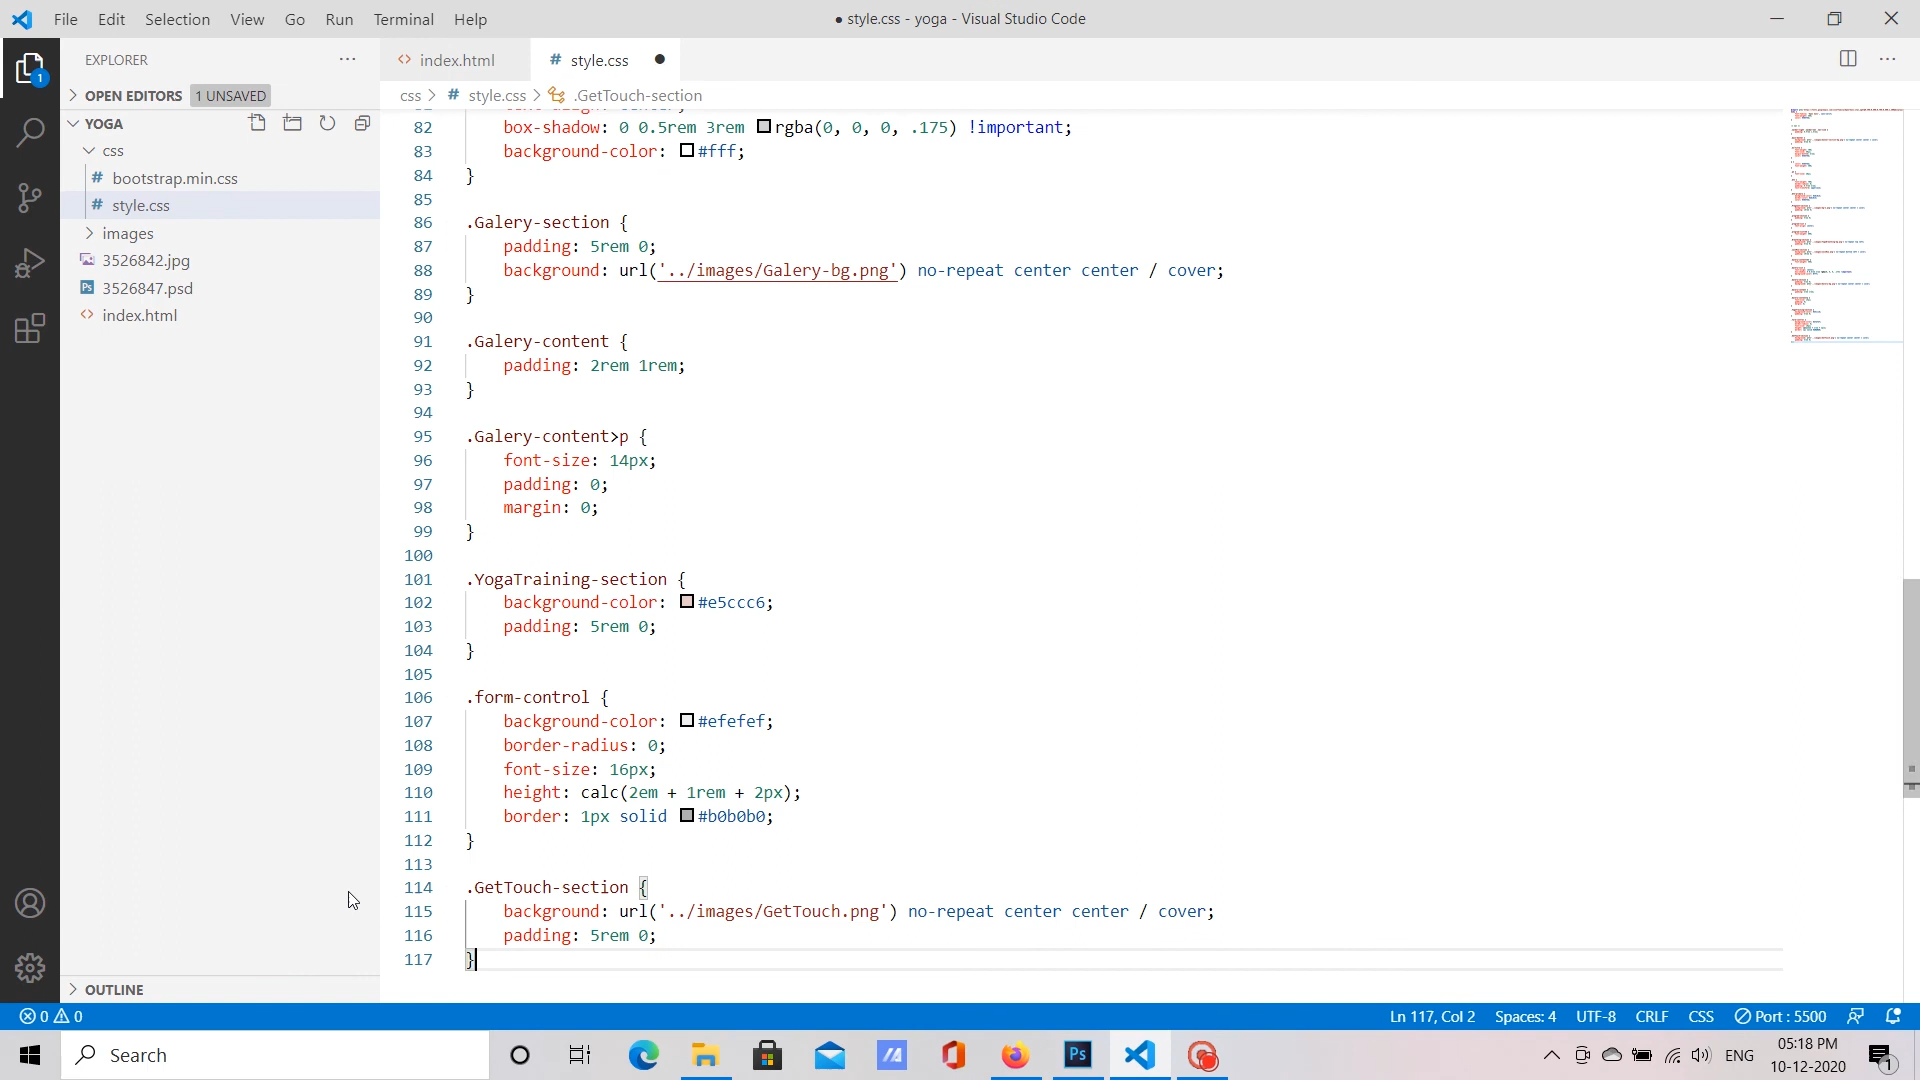 File Edit Selection View Go Run Terminal Help
● style.css - yoga - Visual Studio Code
EXPLORER
index.html
# style.css
OPEN EDITORS 1 UNSAVED
css > # style.css > .GetTouch-section
YOGA
css
# bootstrap.min.css
# style.css
images
3526842.jpg
Ps 3526847.psd
index.html
82 box-shadow: 0 0.5rem 3rem rgba(0, 0, 0, .175) !important;
83 background-color: #fff;
84 }
85
86 .Galery-section {
87 padding: 5rem 0;
88 background: url('../images/Galery-bg.png') no-repeat center center / cover;
89 }
90
91 .Galery-content {
92 padding: 2rem 1rem;
93 }
94
95 .Galery-content>p {
96 font-size: 14px;
97 padding: 0;
98 margin: 0;
99 }
100
101 .YogaTraining-section {
102 background-color: #e5ccc6;
103 padding: 5rem 0;
104 }
105
106 .form-control {
107 background-color: #efefef;
108 border-radius: 0;
109 font-size: 16px;
110 height: calc(2em + 1rem + 2px);
111 border: 1px solid #b0b0b0;
112 }
113
114 .GetTouch-section {
115 background: url('../images/GetTouch.png') no-repeat center center / cover;
116 padding: 5rem 0;
117 }
OUTLINE
0 0
Ln 117, Col 2 Spaces: 4 UTF-8 CRLF CSS Port : 5500
Search
Ps
ENG
05:18 PM
10-12-2020
1
1